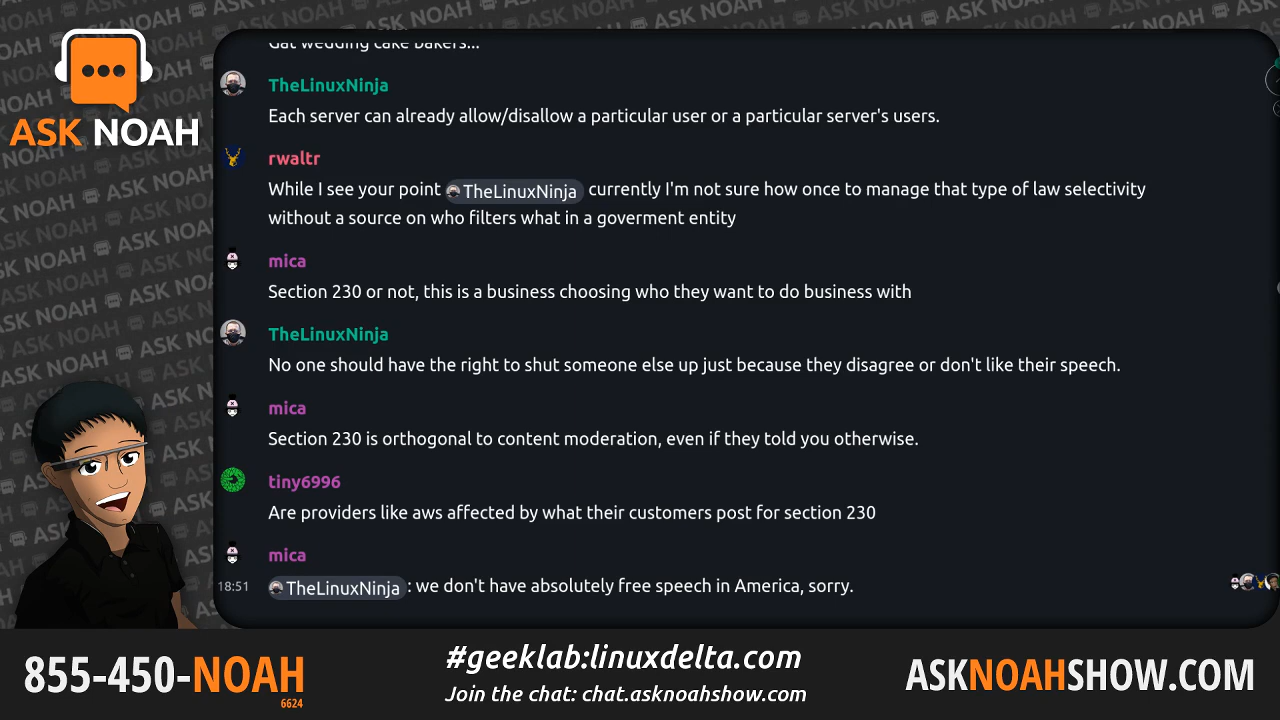 ASK NOAH
Gat wedding cake bakers...
TheLinuxNinja
Each server can already allow/disallow a particular user or a particular server's users.
rwaltr
While I see your point TheLinuxNinja currently I'm not sure how once to manage that type of law selectivity
without a source on who filters what in a goverment entity
mica
Section 230 or not, this is a business choosing who they want to do business with
TheLinuxNinja
No one should have the right to shut someone else up just because they disagree or don't like their speech.
mica
Section 230 is orthogonal to content moderation, even if they told you otherwise.
tiny6996
Are providers like aws affected by what their customers post for section 230
mica
18:51 TheLinuxNinja: we don't have absolutely free speech in America, sorry.
855-450-NOAH
6624
#geeklab:linuxdelta.com
Join the chat: chat.asknoahshow.com
ASKNOAHSHOW.COM